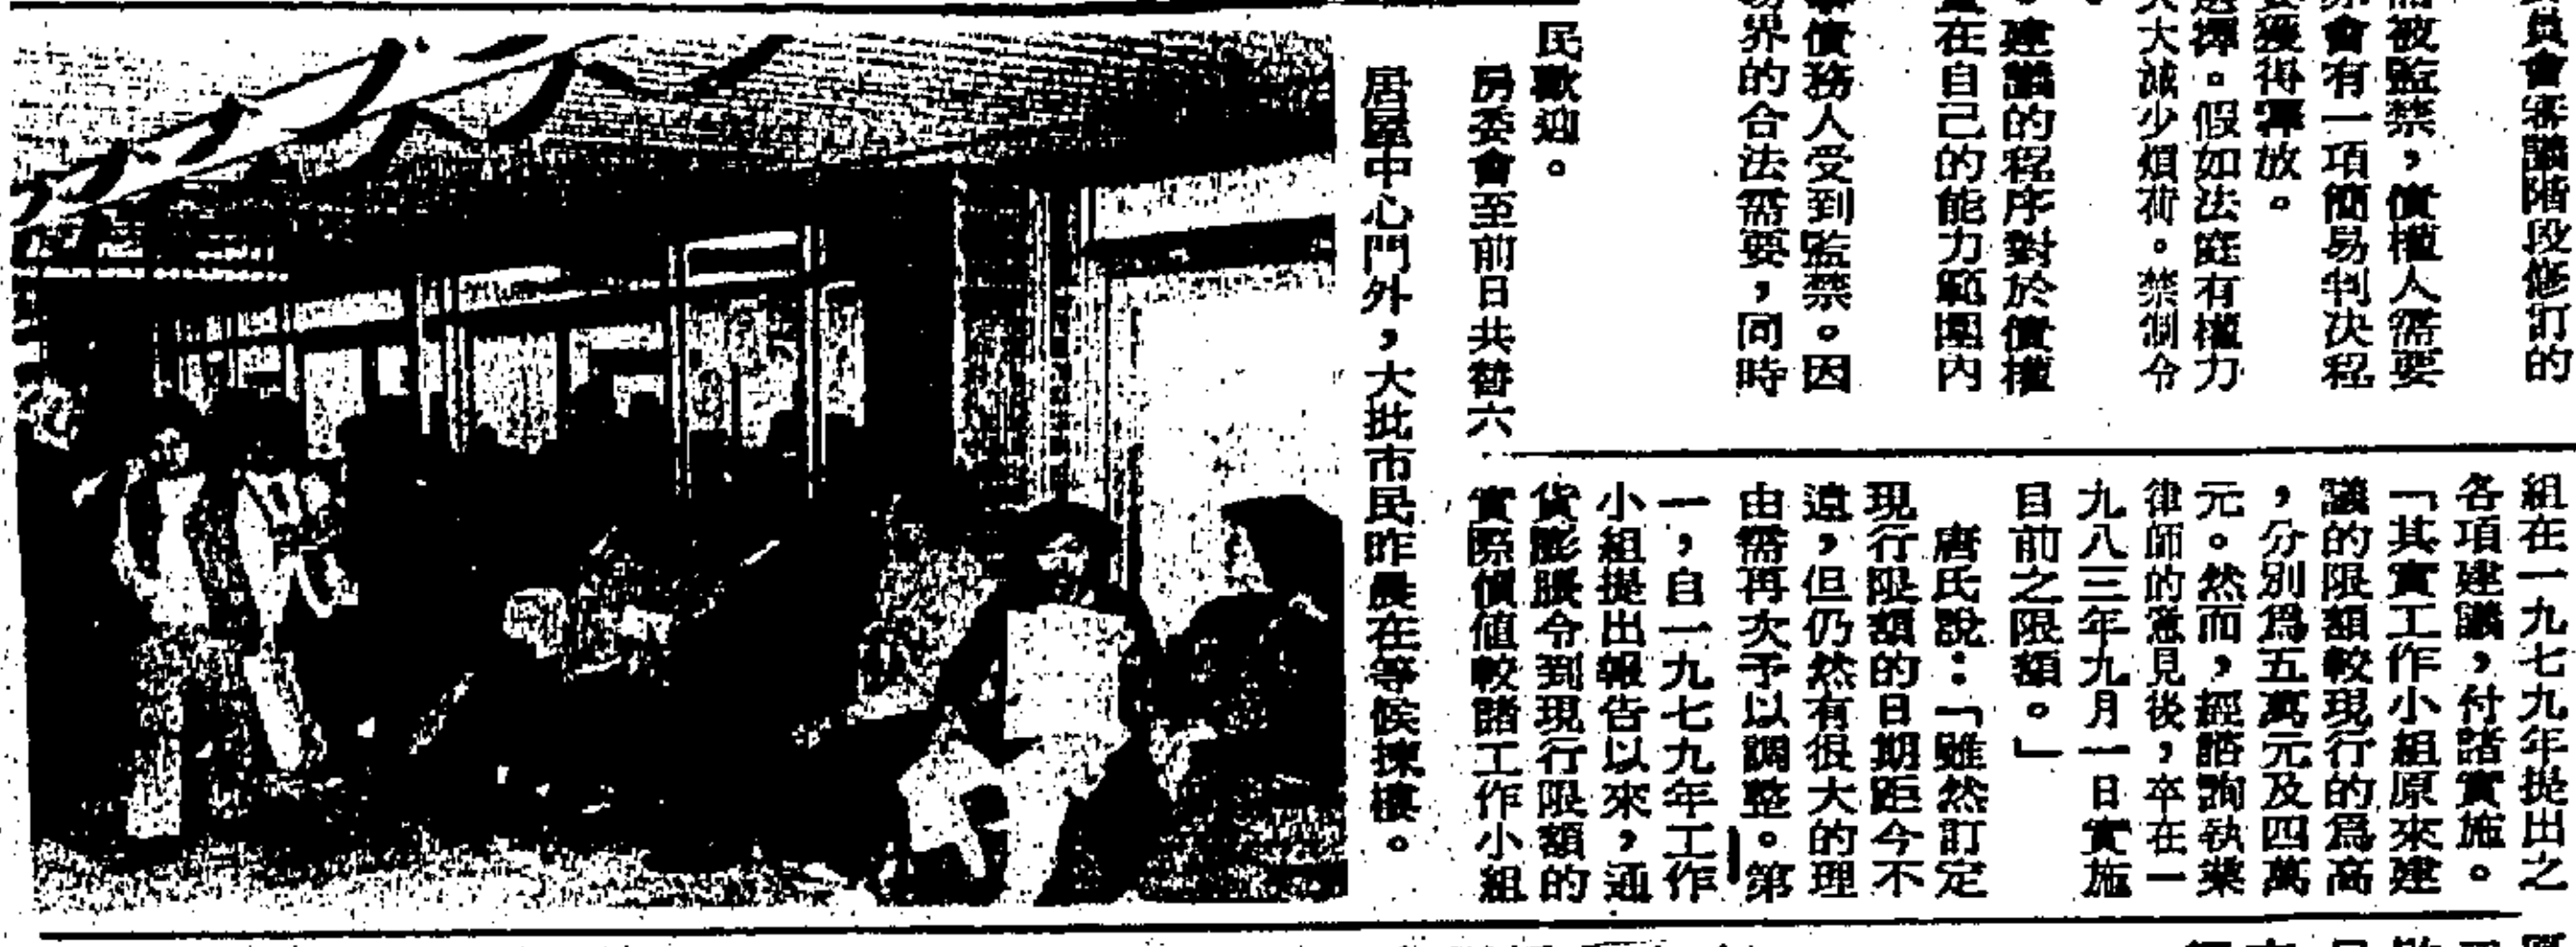 員會審議階段修訂的
被監禁，債權人需要
會有一項簡易判決程
獲得釋放。
選擇。假如法庭有權力
大大減少煩苛。禁制令
，建議的程序對於債權
在自己的能力範圍內
債務人受到監禁。因
界的合法需要，同時
民歡迎。
房委會至前日共替六
組在一九七九年提出之
各項建議，付諸實施。
「其實工作小組原來建
議的限額較現行的爲高
，分別爲五萬元及四萬
元。然而，經諮詢執業
律師的意見後，卒在一
九八三年九月一日實施
目前之限額。」
唐氏說：「雖然訂定
現行限額的日期距今不
遠，但仍然有很大的理
由需再次予以調整。第
一，自一九七九年工作
小組提出報告以來，通
貨膨脹令到現行限額的
實際價值較諸工作小組
居屋中心門外，大批市民昨晨在等候揀樓。